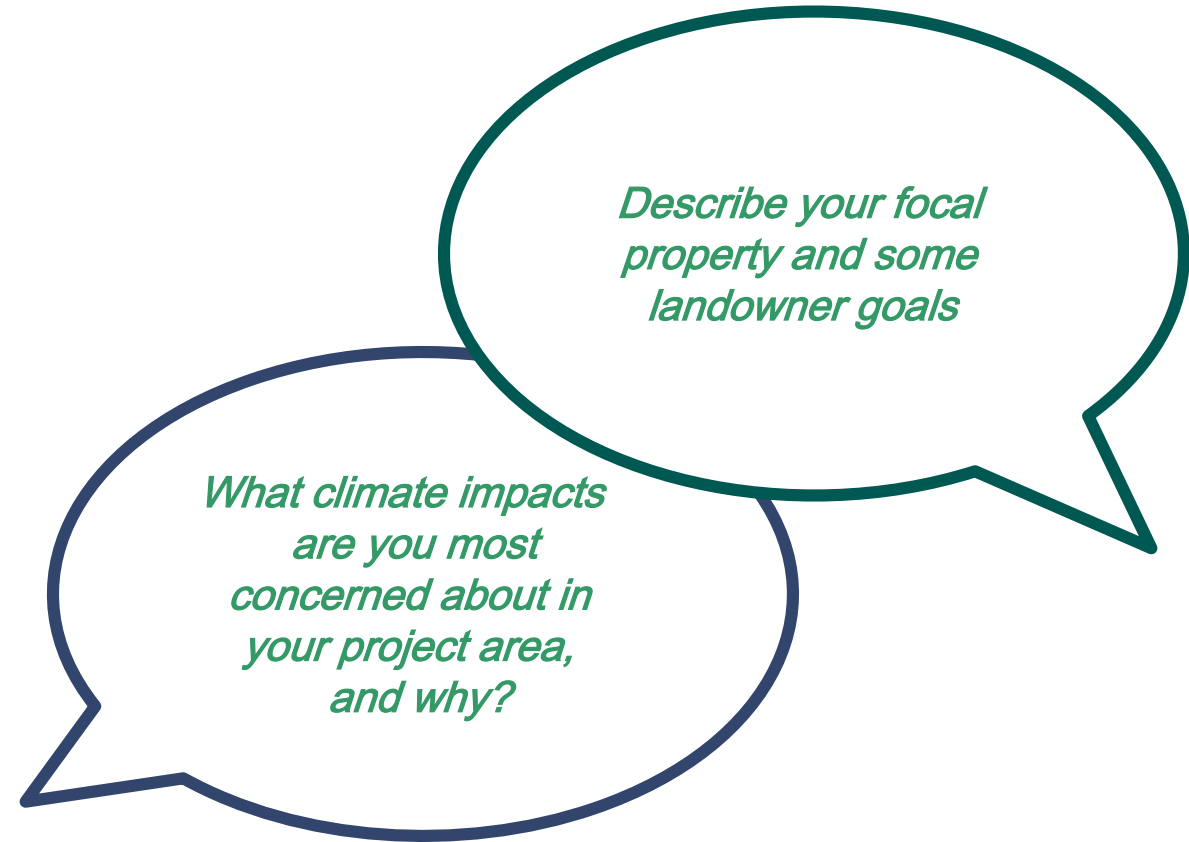 Describe your focal
property and some
landowner goals
What climate impacts
are you most
concerned about in
your project area,
and why?